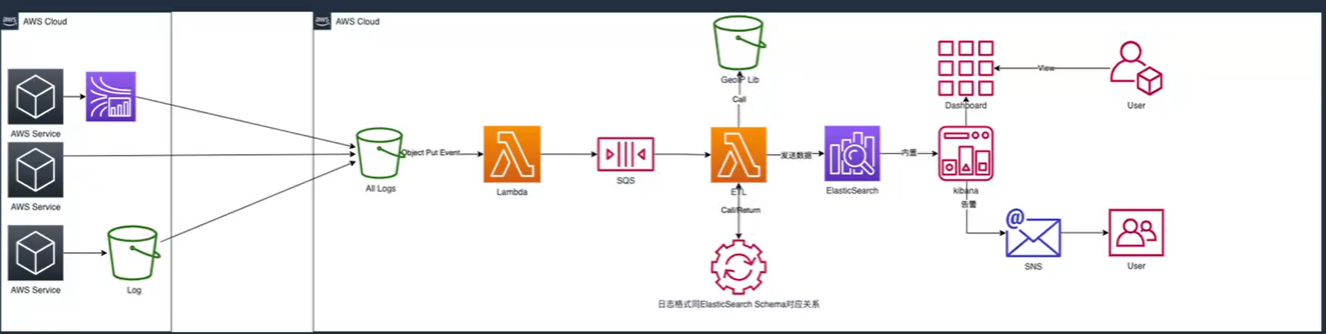 aws
AWS Cloud
aws
AWS Cloud
GeoIP Lib
Call
View
Dashboard
User
AWS Service
Object Put Event
发送数据
内置
AWS Service
All Logs
Lambda
SQS
ETL
ElasticSearch
kibana
告警
Call/Return
@
AWS Service
Log
SNS
User
日志格式同ElasticSearch Schema对应关系